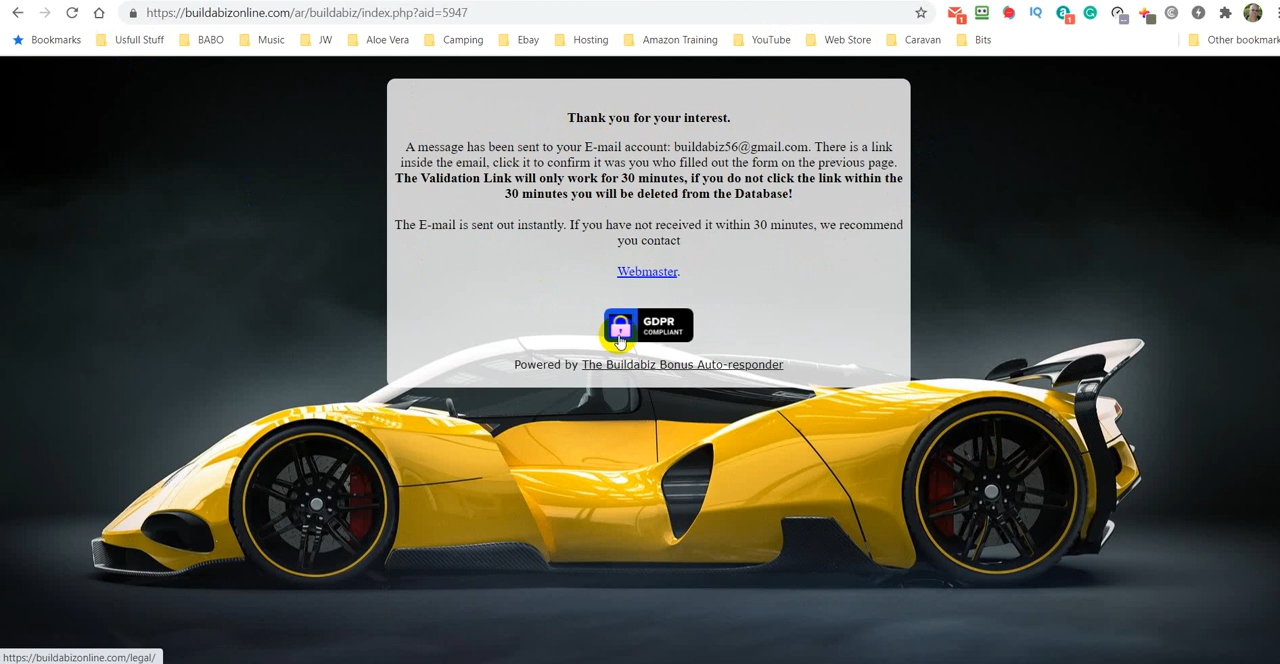 https://buildabizonline.com/ar/buildabiz/index.php?aid=5947
1
IQ
1
Bookmarks
Usfull Stuff
BABO
Music
JW
Aloe Vera
Camping
Ebay
Hosting
Amazon Training
YouTube
Web Store
Caravan
Bits
Other bookmark
Thank you for your interest.
A message has been sent to your E-mail account: buildabiz56@gmail.com. There is a link
inside the email, click it to confirm it was you who filled out the form on the previous page.
The Validation Link will only work for 30 minutes, if you do not click the link within the
30 minutes you will be deleted from the Database!
The E-mail is sent out instantly. If you have not received it within 30 minutes, we recommend
you contact
Webmaster.
GDPR
COMPLIANT
Powered by The Buildabiz Bonus Auto-responder
https://buildabizonline.com/legal/